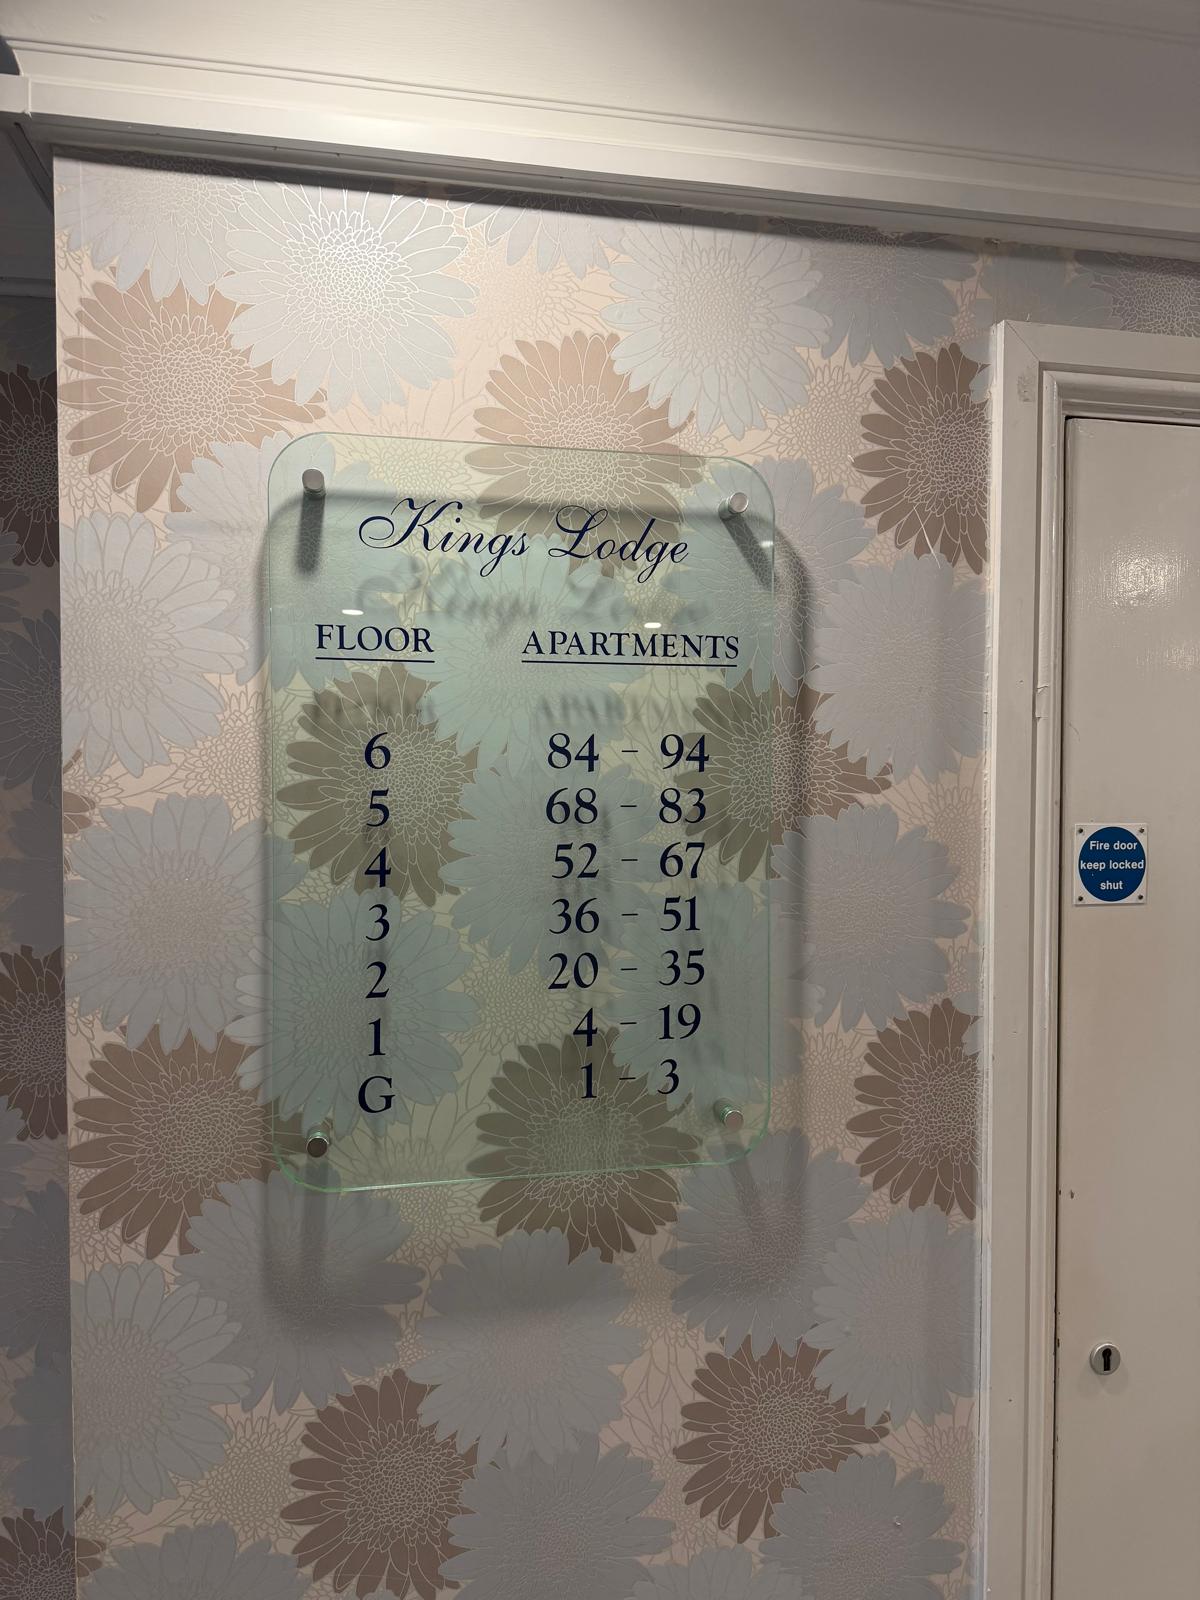 Kings Lodge
FLOOR APARTMENTS
6 84 - 94
5 68 - 83
4 52 - 67
3 36 - 51
2 20 - 35
1 4 - 19
G 1 - 3
Fire door
keep locked
shut